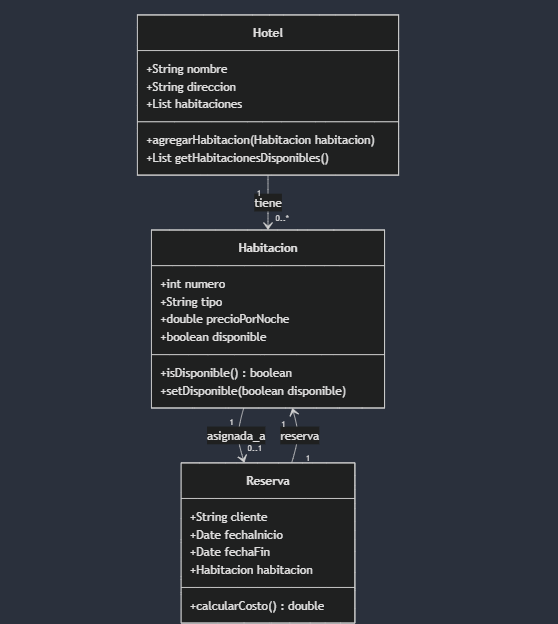 Hotel
+String nombre
+String direccion
+List habitaciones
+agregarHabitacion(Habitacion habitacion)
+List getHabitacionesDisponibles()
1
tiene
0..*
Habitacion
+int numero
+String tipo
+double precioPorNoche
+boolean disponible
+isDisponible() : boolean
+setDisponible(boolean disponible)
1 1
asignada_a reserva
0..1 1
Reserva
+String cliente
+Date fechaInicio
+Date fechaFin
+Habitacion habitacion
+calcularCosto() : double